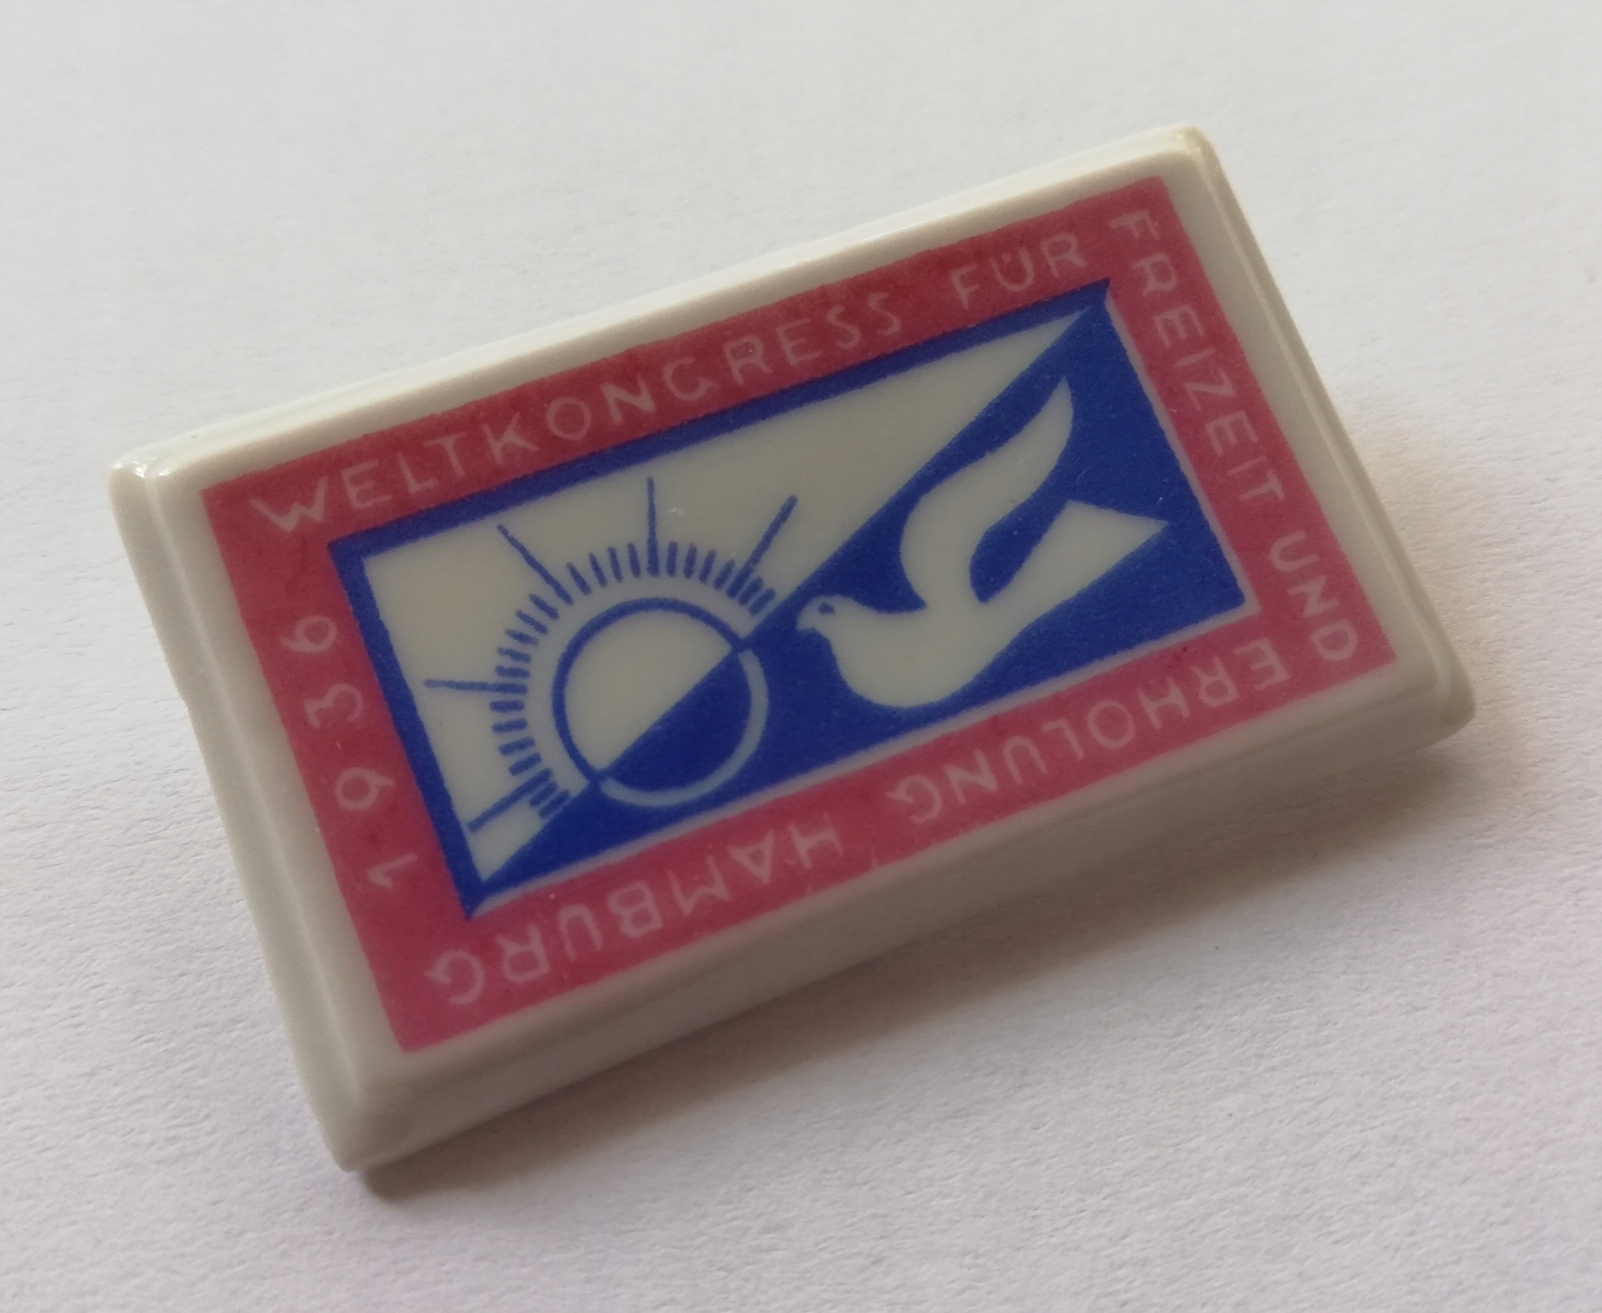 WELTKONGRESS FÜR
FREIZEIT UND
ERHOLUNG HAMBURG
1936